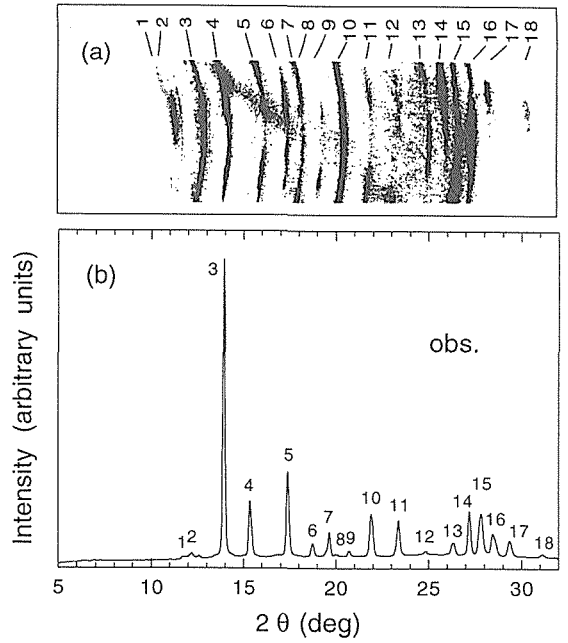 1 2 3 4 5 6 7 8 9 10 11 12 13 14 15 16 17 18
(a)
(b)
3
obs.
5
4
15
14
10
11
7
16
6
13
17
1 2
8 9
12
18
5 10 15 20 25 30
2 θ (deg)
Intensity (arbitrary units)